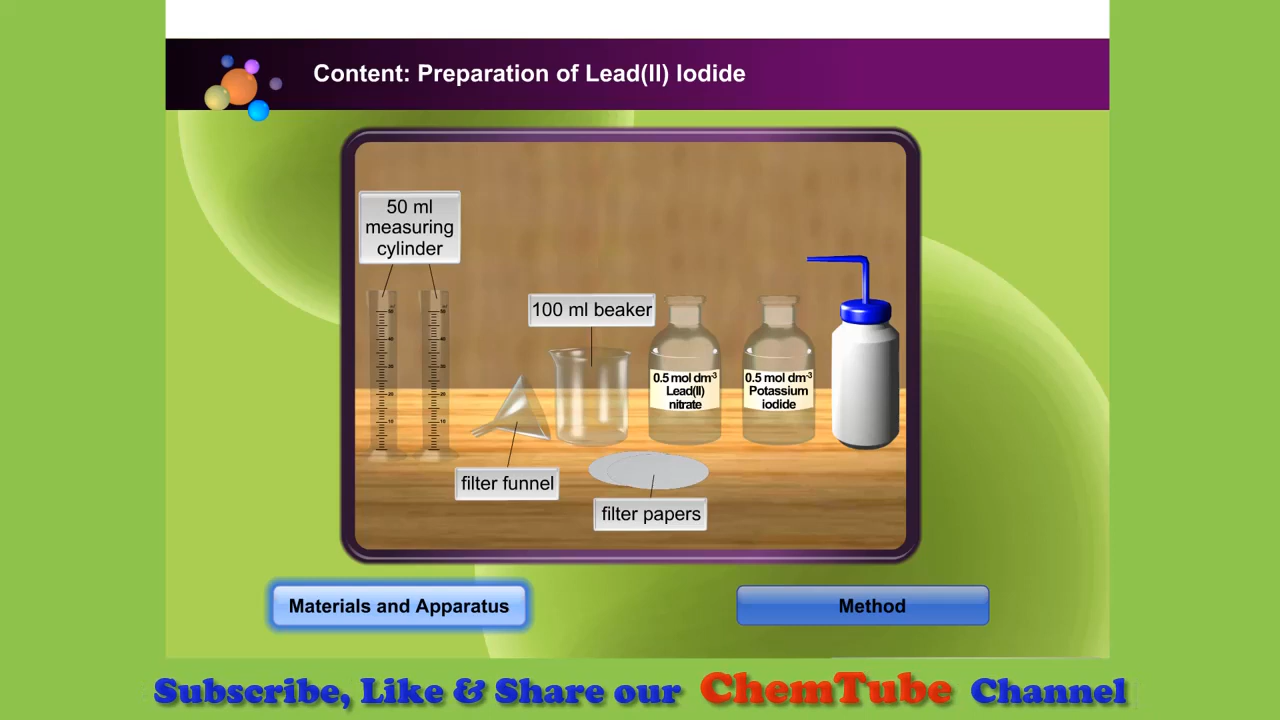 Content: Preparation of Lead(II) Iodide
50 ml
measuring
cylinder
100 ml beaker
0.5 mol dm⁻³
Lead(II)
nitrate
0.5 mol dm⁻³
Potassium
iodide
filter funnel
filter papers
Materials and Apparatus
Method
Subscribe, Like & Share our ChemTube Channel